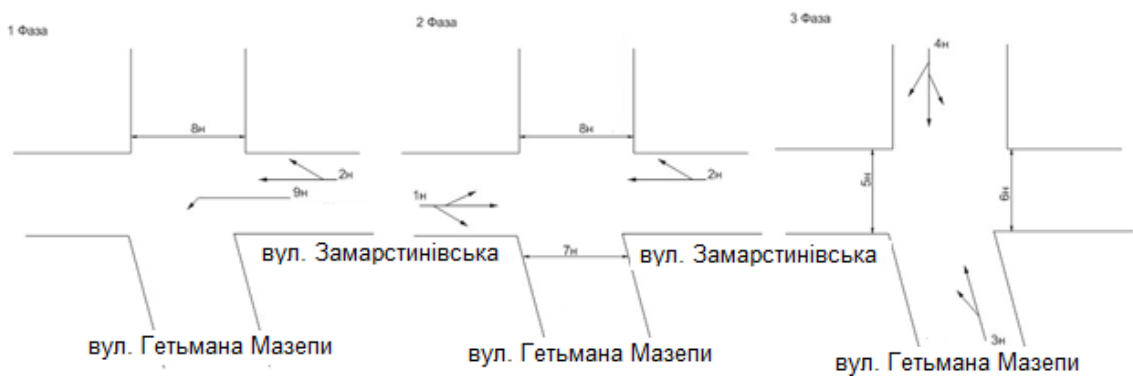 1 Фаза
8н
2н
9н
вул. Замарстинівська
вул. Гетьмана Мазепи
2 Фаза
8н
2н
1н
7н
вул. Замарстинівська
вул. Гетьмана Мазепи
3 Фаза
4н
5н
6н
3н
вул. Гетьмана Мазепи